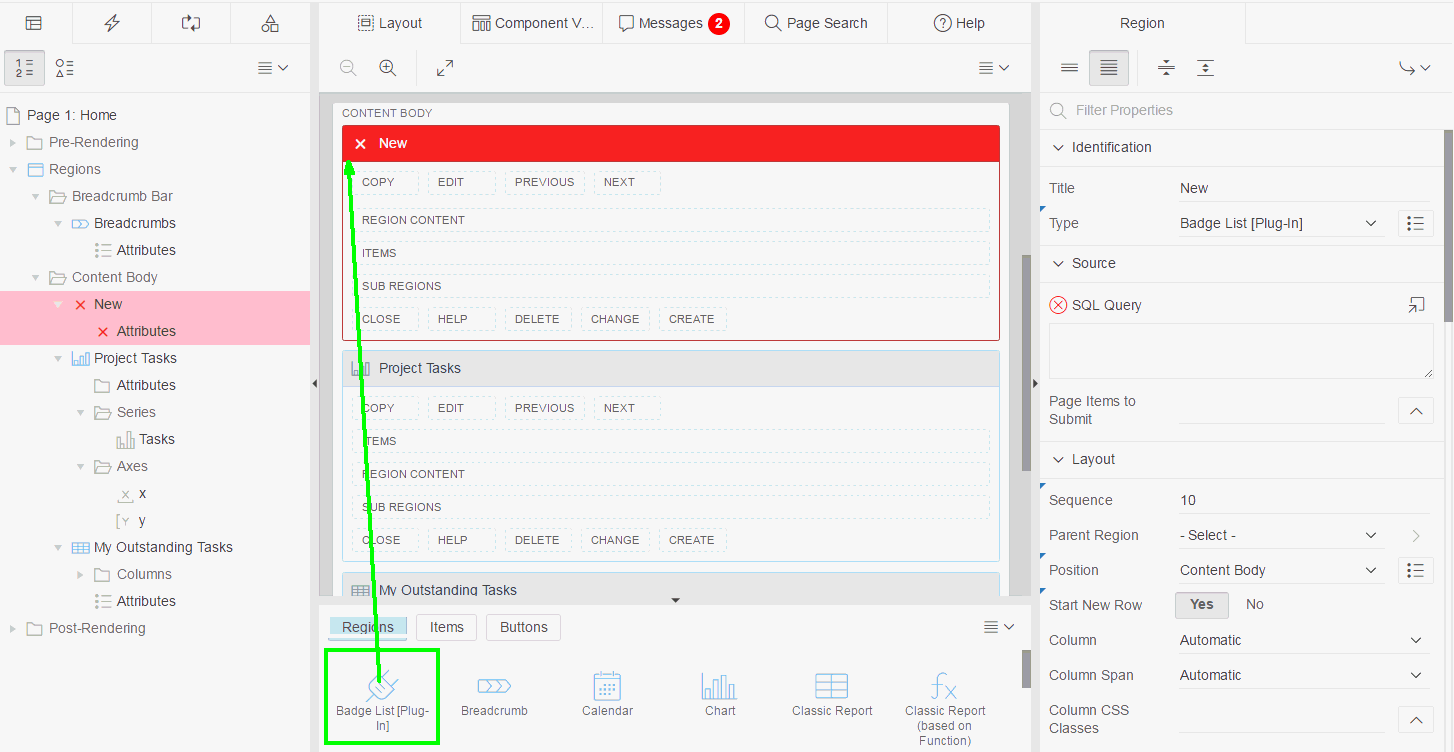 Layout
Component V...
Messages 2
Page Search
Help
Region
Page 1: Home
Pre-Rendering
Regions
Breadcrumb Bar
Breadcrumbs
Attributes
Content Body
New
Attributes
Project Tasks
Attributes
Series
Tasks
Axes
x
y
My Outstanding Tasks
Columns
Attributes
Post-Rendering
CONTENT BODY
New
COPY EDIT PREVIOUS NEXT
REGION CONTENT
ITEMS
SUB REGIONS
CLOSE HELP DELETE CHANGE CREATE
Project Tasks
COPY EDIT PREVIOUS NEXT
ITEMS
REGION CONTENT
SUB REGIONS
CLOSE HELP DELETE CHANGE CREATE
My Outstanding Tasks
Regions Items Buttons
Badge List [Plug-
In]
Breadcrumb
Calendar
Chart
Classic Report
Classic Report
(based on
Function)
Filter Properties
Identification
Title New
Type Badge List [Plug-In]
Source
SQL Query
Page Items to
Submit
Layout
Sequence 10
Parent Region - Select -
Position Content Body
Start New Row Yes No
Column Automatic
Column Span Automatic
Column CSS
Classes